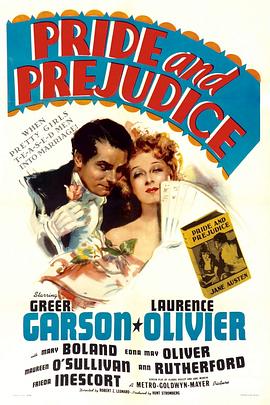 PRIDE and
PREJUDICE
WHEN
PRETTY GIRLS
T-E-A-S-E-D MEN
INTO MARRIAGE!
PRIDE AND
PREJUDICE
JANE AUSTEN
Starring
GREER LAURENCE
GARSON★OLIVIER
with MARY BOLAND EDNA MAY OLIVER
MAUREEN O'SULLIVAN ANN RUTHERFORD
FRIEDA INESCORT
A METRO-GOLDWYN-MAYER Picture
Directed by ROBERT Z. LEONARD Produced by HUNT STROMBERG